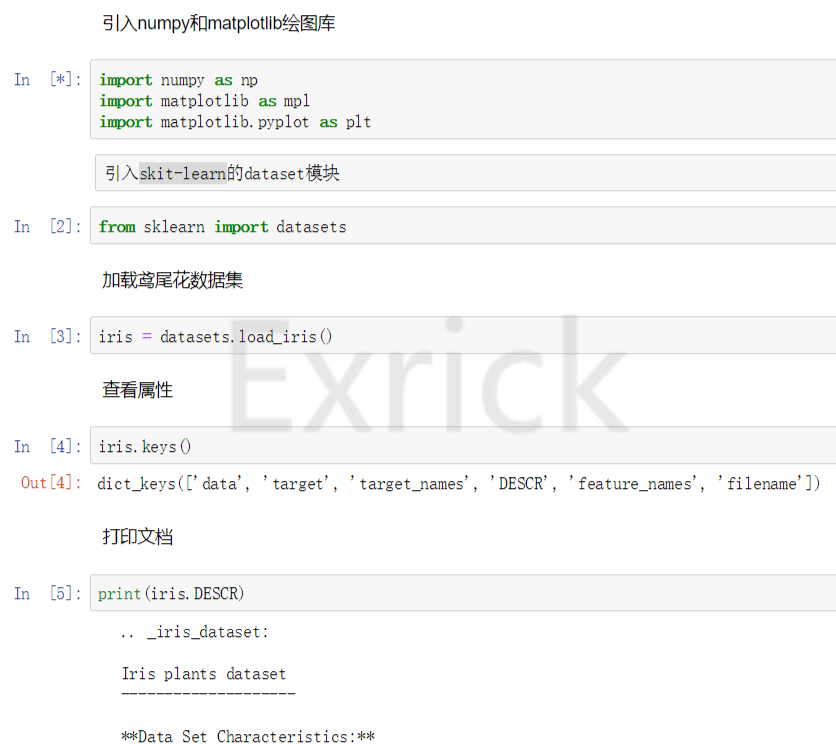 引入numpy和matplotlib绘图库
In [*]: import numpy as np
import matplotlib as mpl
import matplotlib.pyplot as plt
引入skit-learn的dataset模块
In [2]: from sklearn import datasets
加载鸢尾花数据集
In [3]: iris = datasets.load_iris()
Exrick
查看属性
In [4]: iris.keys()
Out[4]: dict_keys(['data', 'target', 'target_names', 'DESCR', 'feature_names', 'filename'])
打印文档
In [5]: print(iris.DESCR)
.. _iris_dataset:
Iris plants dataset
--------------------
**Data Set Characteristics:**